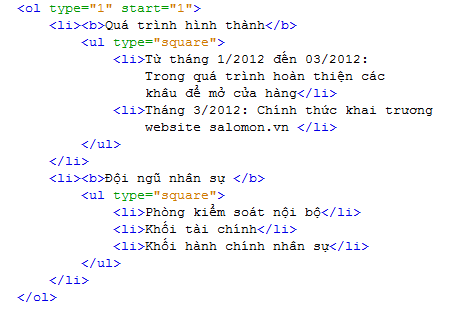 <ol type="1" start="1">
<li><b>Quá trình hình thành</b>
<ul type="square">
<li>Từ tháng 1/2012 đến 03/2012:
Trong quá trình hoàn thiện các
khâu để mở cửa hàng</li>
<li>Tháng 3/2012: Chính thức khai trương
website salomon.vn </li>
</ul>
</li>
<li><b>Đội ngũ nhân sự </b>
<ul type="square">
<li>Phòng kiểm soát nội bộ</li>
<li>Khối tài chính</li>
<li>Khối hành chính nhân sự</li>
</ul>
</li>
</ol>